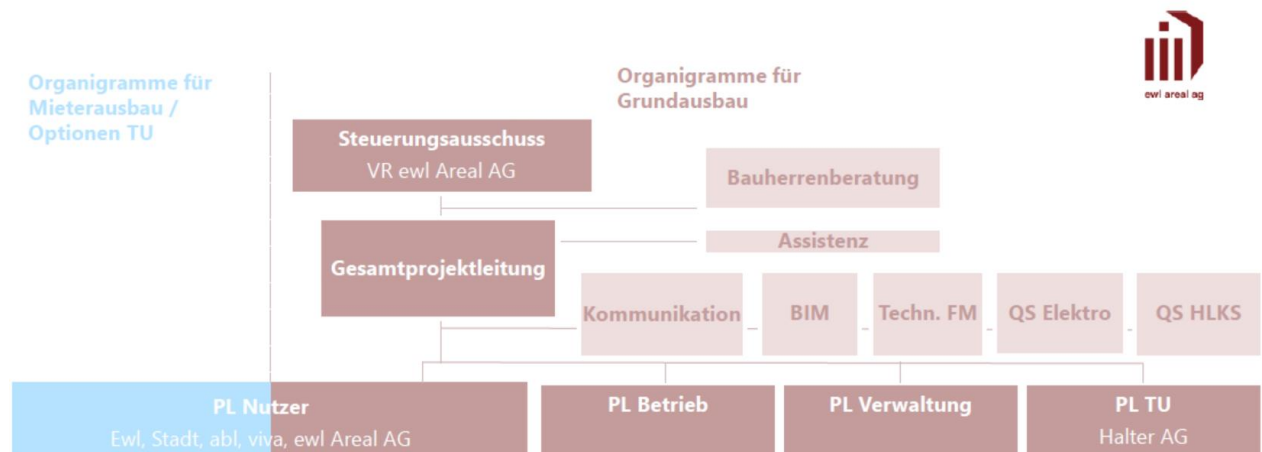 Organigramme für
Mieterausbau /
Optionen TU
Organigramme für
Grundausbau
ewl areal ag
Steuerungsausschuss
VR ewl Areal AG
Bauherrenberatung
Assistenz
Gesamtprojektleitung
Kommunikation
BIM
Techn. FM
QS Elektro
QS HLKS
PL Nutzer
Ewl, Stadt, abl, viva, ewl Areal AG
PL Betrieb
PL Verwaltung
PL TU
Halter AG